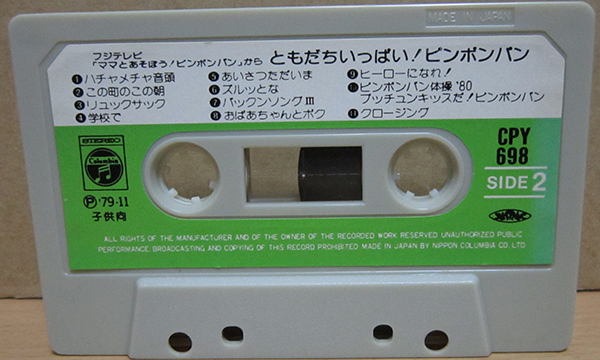 MADE IN JAPAN
フジテレビ
「ママとあそぼう!ピンポンパン」から ともだちいっぱい!ピンポンパン
❶ハチャメチャ音頭
❷この町のこの朝
❸リュックサック
❹学校で
❺あいさつただいま
❻ズルッとな
❼パックンソングⅢ
❽おばあちゃんとボク
❾ヒーローになれ!
❿ピンポンパン体操'80
プッチュンキッズだ!ピンポンパン
⓫クロージング
STEREO
Columbia
Ⓟ'79·11
子供向
CPY
698
SIDE 2
ALL RIGHTS OF THE MANUFACTURER AND OF THE OWNER OF THE RECORDED WORK RESERVED UNAUTHORIZED PUBLIC
PERFORMANCE, BROADCASTING AND COPYING OF THIS RECORD PROHIBITED MADE IN JAPAN BY NIPPON COLUMBIA CO., LTD